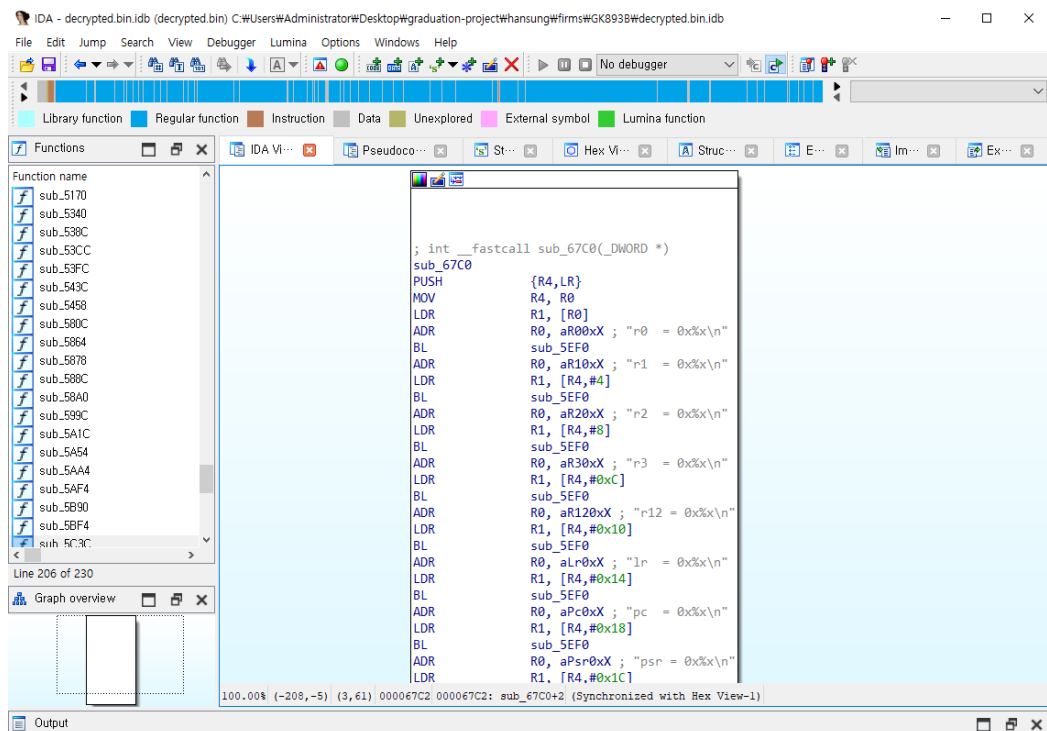 IDA - decrypted.bin.idb (decrypted.bin) C:₩Users₩Administrator₩Desktop₩graduation-project₩hansung₩firms₩GK893B₩decrypted.bin.idb
File Edit Jump Search View Debugger Lumina Options Windows Help
No debugger
Library function Regular function Instruction Data Unexplored External symbol Lumina function
Functions
IDA Vi··· Pseudoco··· St··· Hex Vi··· Struc··· E··· Im··· Ex···
Function name
sub_5170
sub_5340
sub_538C
sub_53CC
sub_53FC
sub_543C
sub_5458
sub_580C
sub_5864
sub_5878
sub_588C
sub_58A0
sub_599C
sub_5A1C
sub_5A54
sub_5AA4
sub_5AF4
sub_5B90
sub_5BF4
sub_5C3C
Line 206 of 230
Graph overview
; int __fastcall sub_67C0(_DWORD *)
sub_67C0
PUSH {R4,LR}
MOV R4, R0
LDR R1, [R0]
ADR R0, aR00xX ; "r0  = 0x%x\n"
BL sub_5EF0
ADR R0, aR10xX ; "r1  = 0x%x\n"
LDR R1, [R4,#4]
BL sub_5EF0
ADR R0, aR20xX ; "r2  = 0x%x\n"
LDR R1, [R4,#8]
BL sub_5EF0
ADR R0, aR30xX ; "r3  = 0x%x\n"
LDR R1, [R4,#0xC]
BL sub_5EF0
ADR R0, aR120xX ; "r12 = 0x%x\n"
LDR R1, [R4,#0x10]
BL sub_5EF0
ADR R0, aLr0xX ; "lr  = 0x%x\n"
LDR R1, [R4,#0x14]
BL sub_5EF0
ADR R0, aPc0xX ; "pc  = 0x%x\n"
LDR R1, [R4,#0x18]
BL sub_5EF0
ADR R0, aPsr0xX ; "psr = 0x%x\n"
LDR R1, [R4,#0x1C]
100.00% (-208,-5) (3,61) 000067C2 000067C2: sub_67C0+2 (Synchronized with Hex View-1)
Output